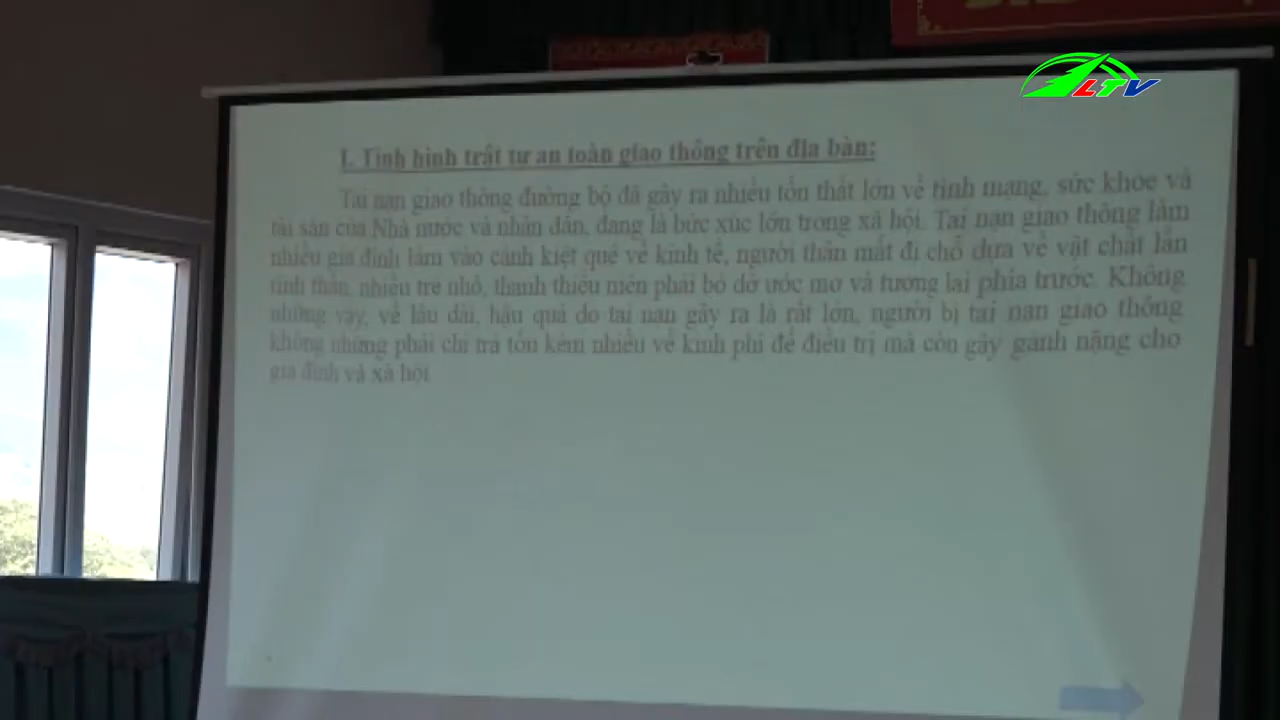 LTV
I. Tình hình trật tự an toàn giao thông trên địa bàn:
Tai nạn giao thông đường bộ đã gây ra nhiều tổn thất lớn về tính mạng, sức khỏe và
tài sản của Nhà nước và nhân dân, đang là bức xúc lớn trong xã hội. Tai nạn giao thông làm
nhiều gia đình lâm vào cảnh kiệt quệ về kinh tế, người thân mất đi chỗ dựa về vật chất lẫn
tinh thần, nhiều trẻ nhỏ, thanh thiếu niên phải bỏ dở ước mơ và tương lai phía trước. Không
những vậy, về lâu dài, hậu quả do tai nạn gây ra là rất lớn, người bị tai nạn giao thông
không những phải chi trả tốn kém nhiều về kinh phí để điều trị mà còn gây gánh nặng cho
gia đình và xã hội